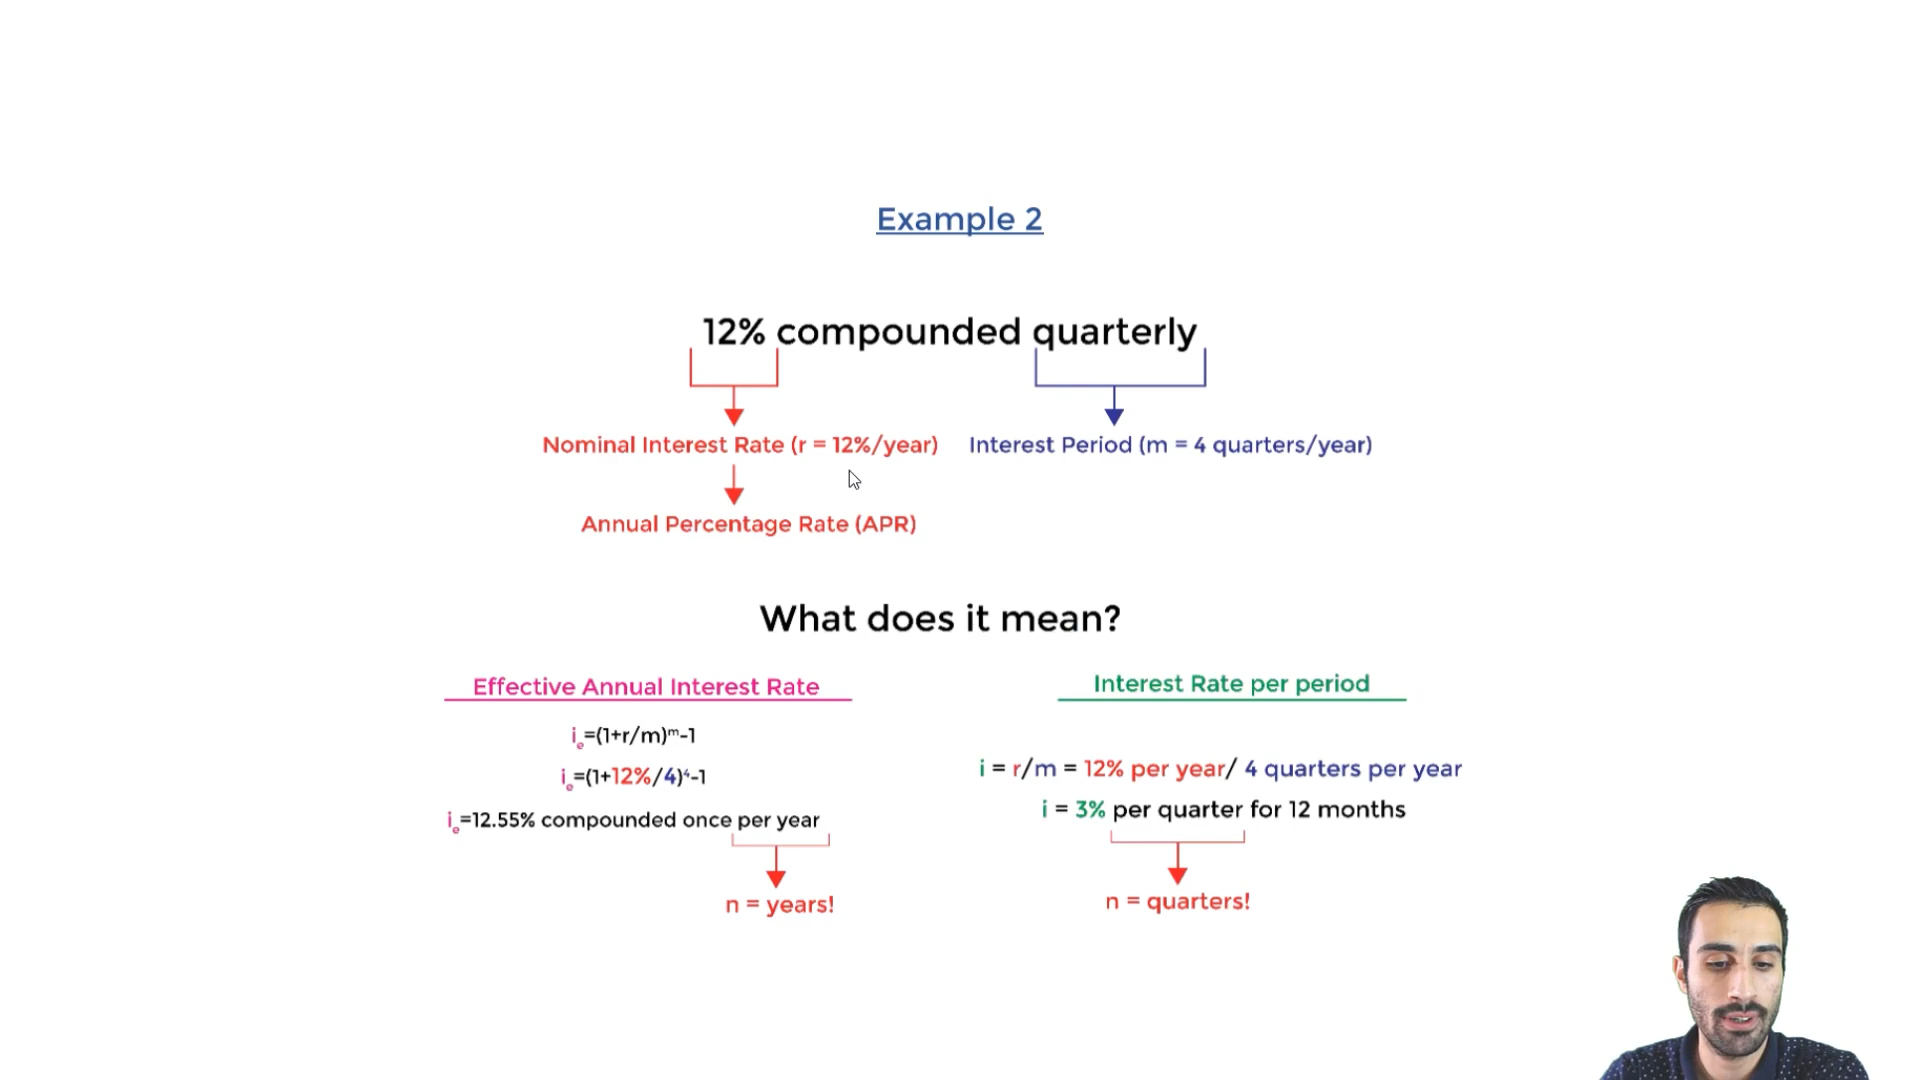 Example 2
12% compounded quarterly
Nominal Interest Rate (r = 12%/year)
Interest Period (m = 4 quarters/year)
Annual Percentage Rate (APR)
What does it mean?
Effective Annual Interest Rate
iₑ=(1+r/m)ᵐ-1
iₑ=(1+12%/4)⁴-1
iₑ=12.55% compounded once per year
n = years!
Interest Rate per period
i = r/m = 12% per year/ 4 quarters per year
i = 3% per quarter for 12 months
n = quarters!